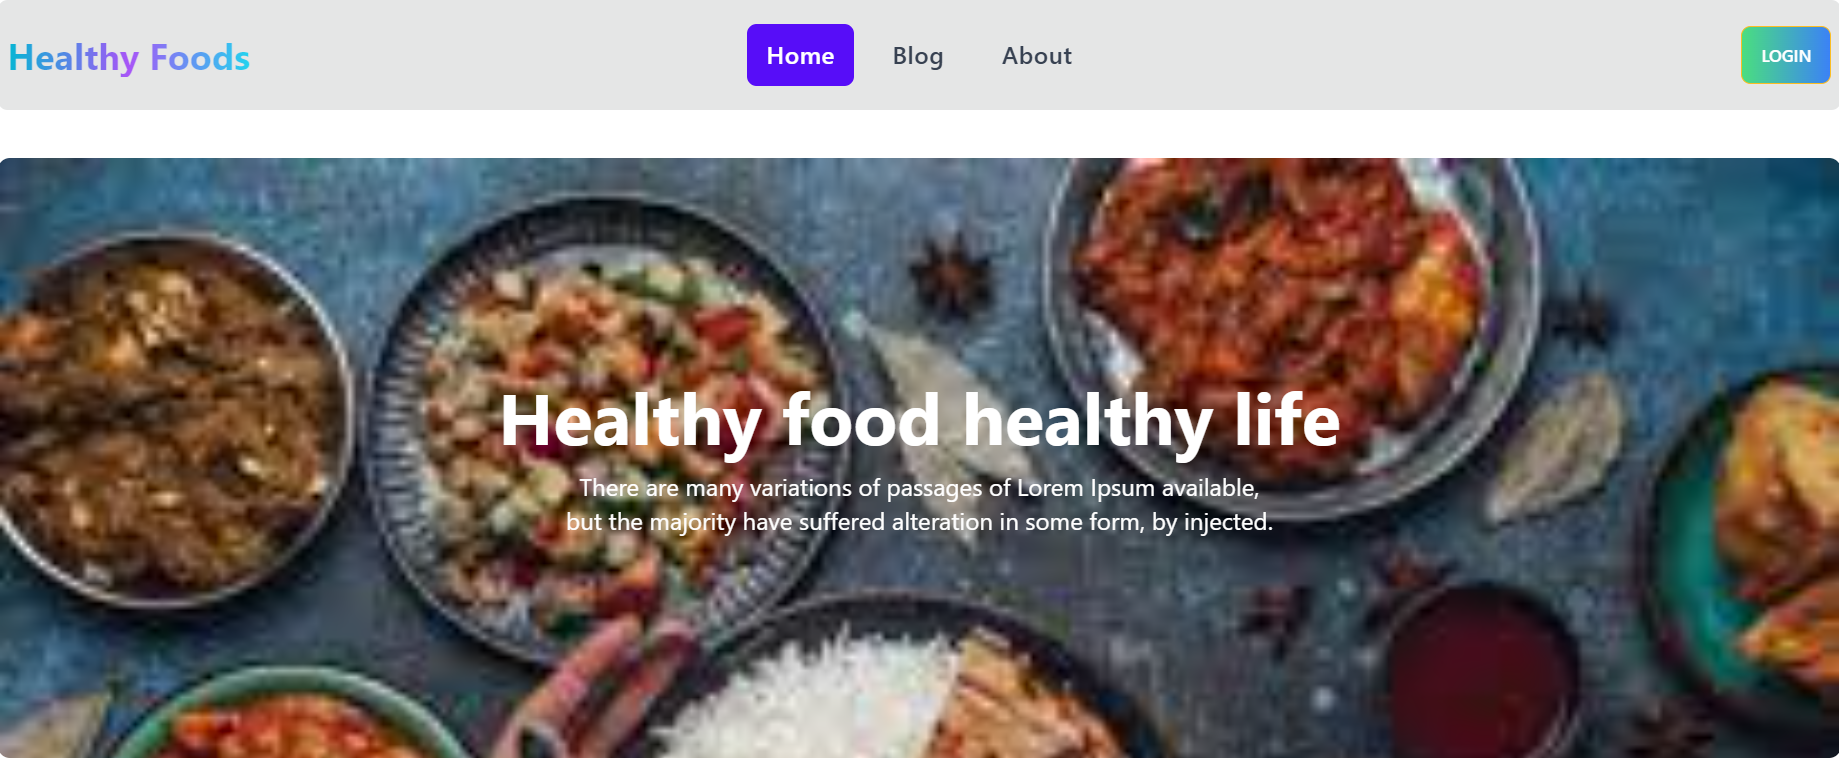 Healthy Foods
Home
Blog
About
LOGIN
Healthy food healthy life
There are many variations of passages of Lorem Ipsum available,
but the majority have suffered alteration in some form, by injected.